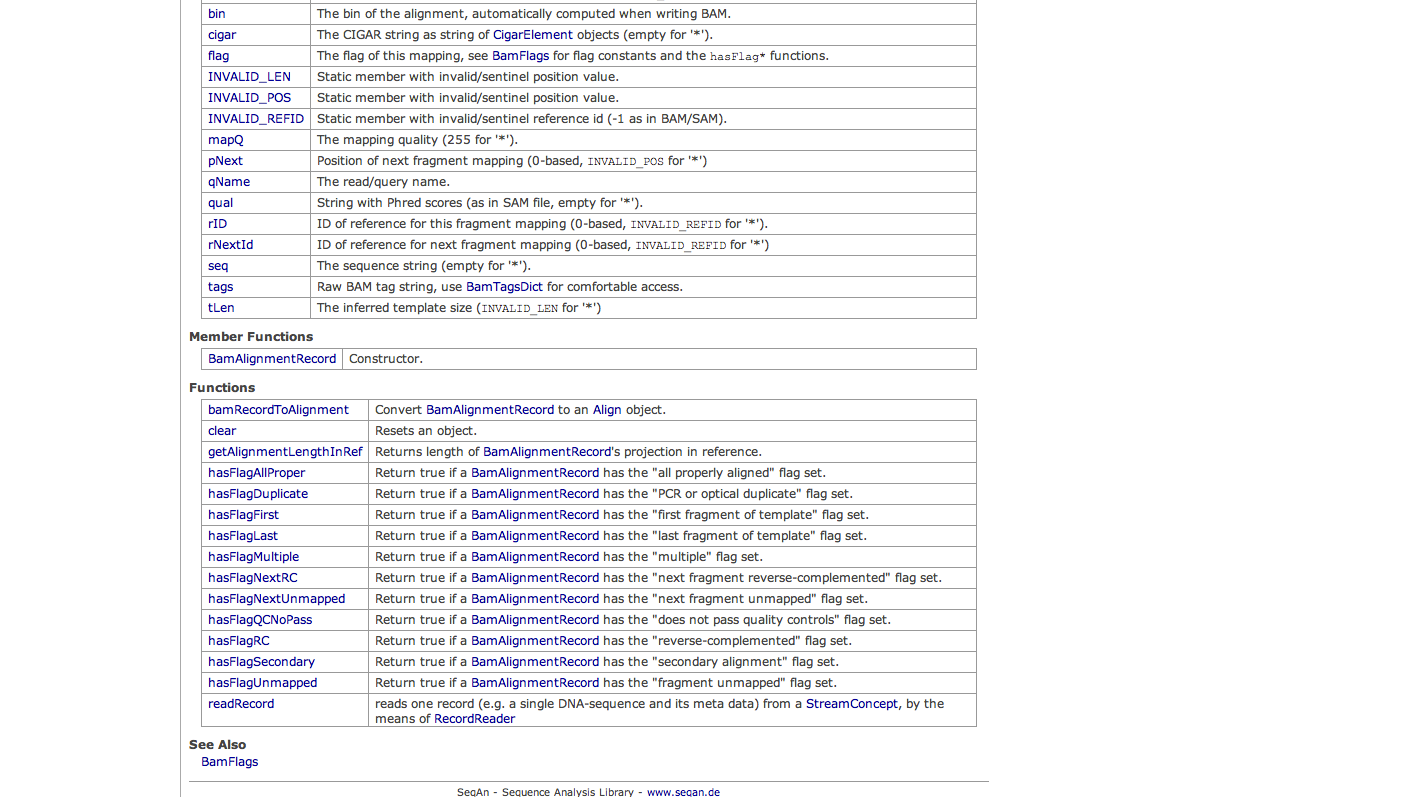 bin The bin of the alignment, automatically computed when writing BAM.
cigar The CIGAR string as string of CigarElement objects (empty for '*').
flag The flag of this mapping, see BamFlags for flag constants and the hasFlag* functions.
INVALID_LEN Static member with invalid/sentinel position value.
INVALID_POS Static member with invalid/sentinel position value.
INVALID_REFID Static member with invalid/sentinel reference id (-1 as in BAM/SAM).
mapQ The mapping quality (255 for '*').
pNext Position of next fragment mapping (0-based, INVALID_POS for '*')
qName The read/query name.
qual String with Phred scores (as in SAM file, empty for '*').
rID ID of reference for this fragment mapping (0-based, INVALID_REFID for '*').
rNextId ID of reference for next fragment mapping (0-based, INVALID_REFID for '*')
seq The sequence string (empty for '*').
tags Raw BAM tag string, use BamTagsDict for comfortable access.
tLen The inferred template size (INVALID_LEN for '*')
Member Functions
BamAlignmentRecord Constructor.
Functions
bamRecordToAlignment Convert BamAlignmentRecord to an Align object.
clear Resets an object.
getAlignmentLengthInRef Returns length of BamAlignmentRecord's projection in reference.
hasFlagAllProper Return true if a BamAlignmentRecord has the "all properly aligned" flag set.
hasFlagDuplicate Return true if a BamAlignmentRecord has the "PCR or optical duplicate" flag set.
hasFlagFirst Return true if a BamAlignmentRecord has the "first fragment of template" flag set.
hasFlagLast Return true if a BamAlignmentRecord has the "last fragment of template" flag set.
hasFlagMultiple Return true if a BamAlignmentRecord has the "multiple" flag set.
hasFlagNextRC Return true if a BamAlignmentRecord has the "next fragment reverse-complemented" flag set.
hasFlagNextUnmapped Return true if a BamAlignmentRecord has the "next fragment unmapped" flag set.
hasFlagQCNoPass Return true if a BamAlignmentRecord has the "does not pass quality controls" flag set.
hasFlagRC Return true if a BamAlignmentRecord has the "reverse-complemented" flag set.
hasFlagSecondary Return true if a BamAlignmentRecord has the "secondary alignment" flag set.
hasFlagUnmapped Return true if a BamAlignmentRecord has the "fragment unmapped" flag set.
readRecord reads one record (e.g. a single DNA-sequence and its meta data) from a StreamConcept, by the
means of RecordReader
See Also
BamFlags
SeqAn - Sequence Analysis Library - www.seqan.de